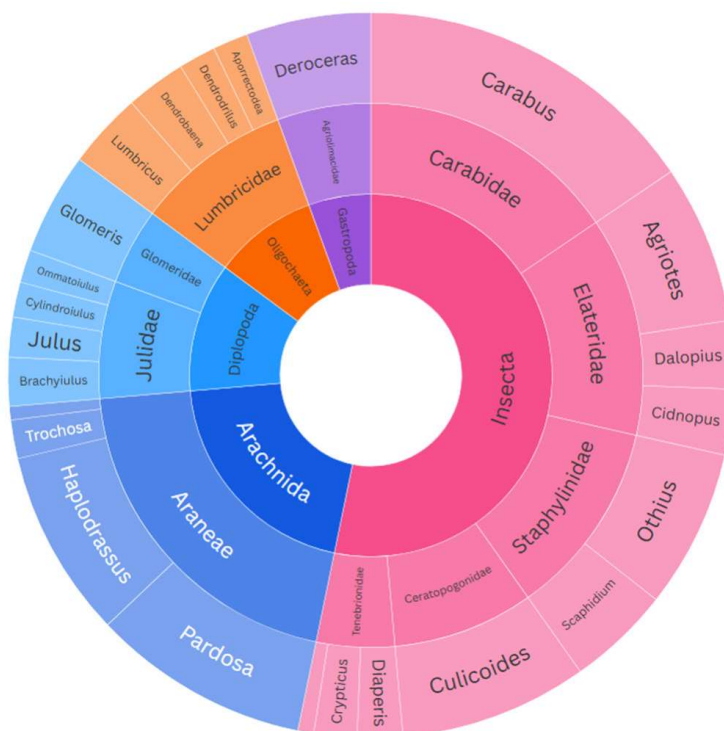 Deroceras
Carabus
Aporrectodea
Dendrodrilus
Dendrobaena
Lumbricus
Agriolimacidae
Carabidae
Lumbricidae
Gastropoda
Oligochaeta
Glomeris
Glomeridae
Agriotes
Ommatoiulus
Cylindroiulus
Julus
Brachyiulus
Julidae
Diplopoda
Insecta
Elateridae
Dalopius
Cidnopus
Trochosa
Arachnida
Araneae
Haplodrassus
Staphylinidae
Othius
Pardosa
Tenebrionidae
Ceratopogonidae
Scaphidium
Crypticus
Diaperis
Culicoides